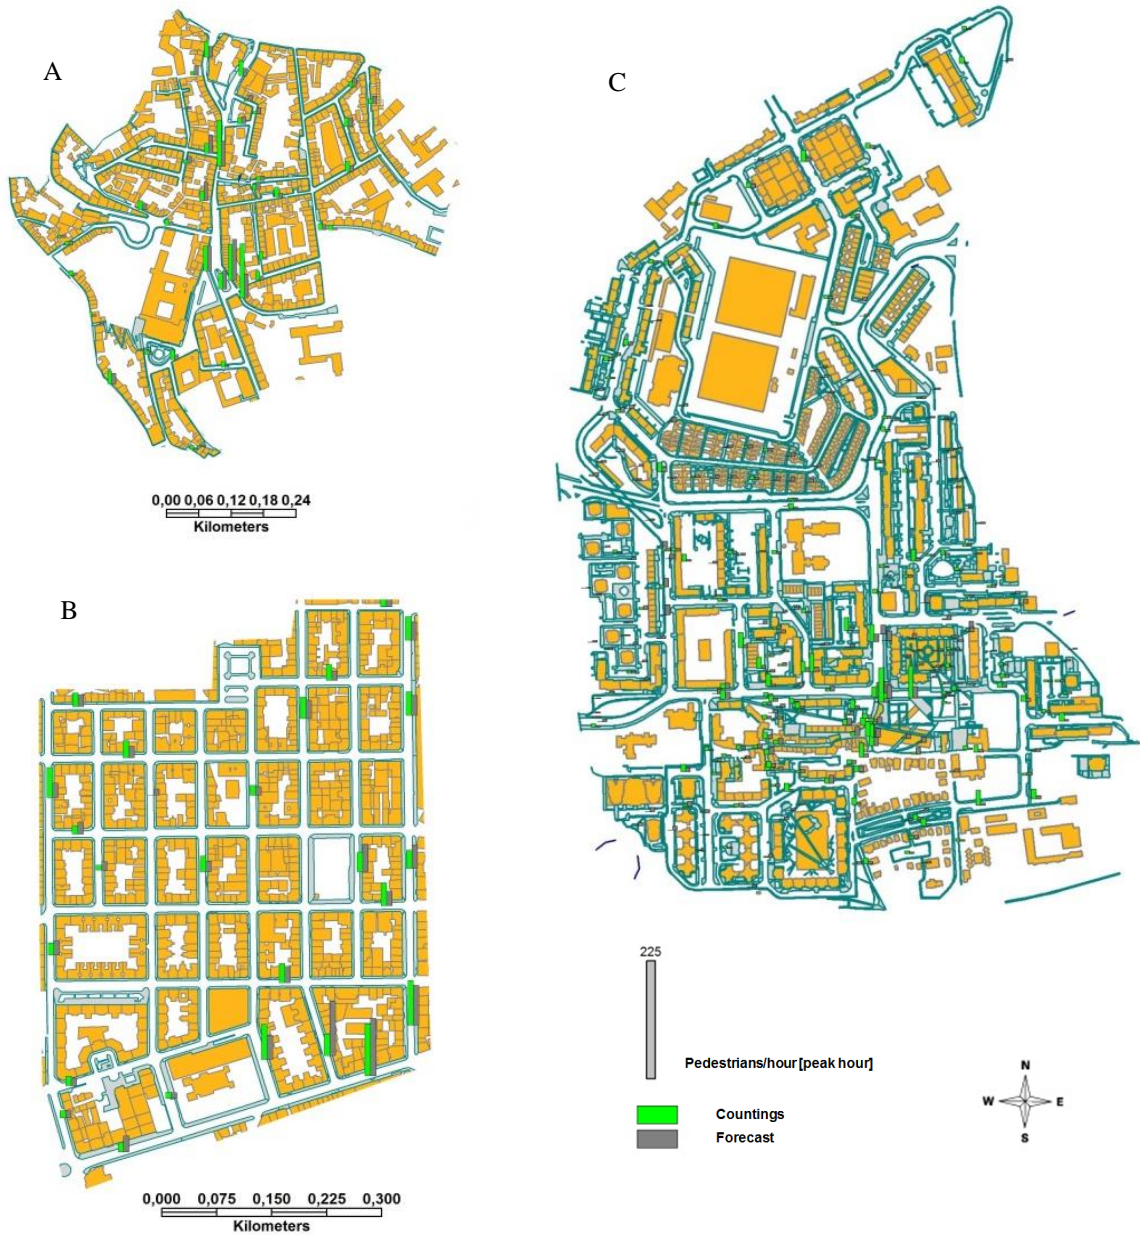 A
C
0,00 0,06 0,12 0,18 0,24
Kilometers
B
225
Pedestrians/hour [peak hour]
N
W E
S
Countings
Forecast
0,000 0,075 0,150 0,225 0,300
Kilometers